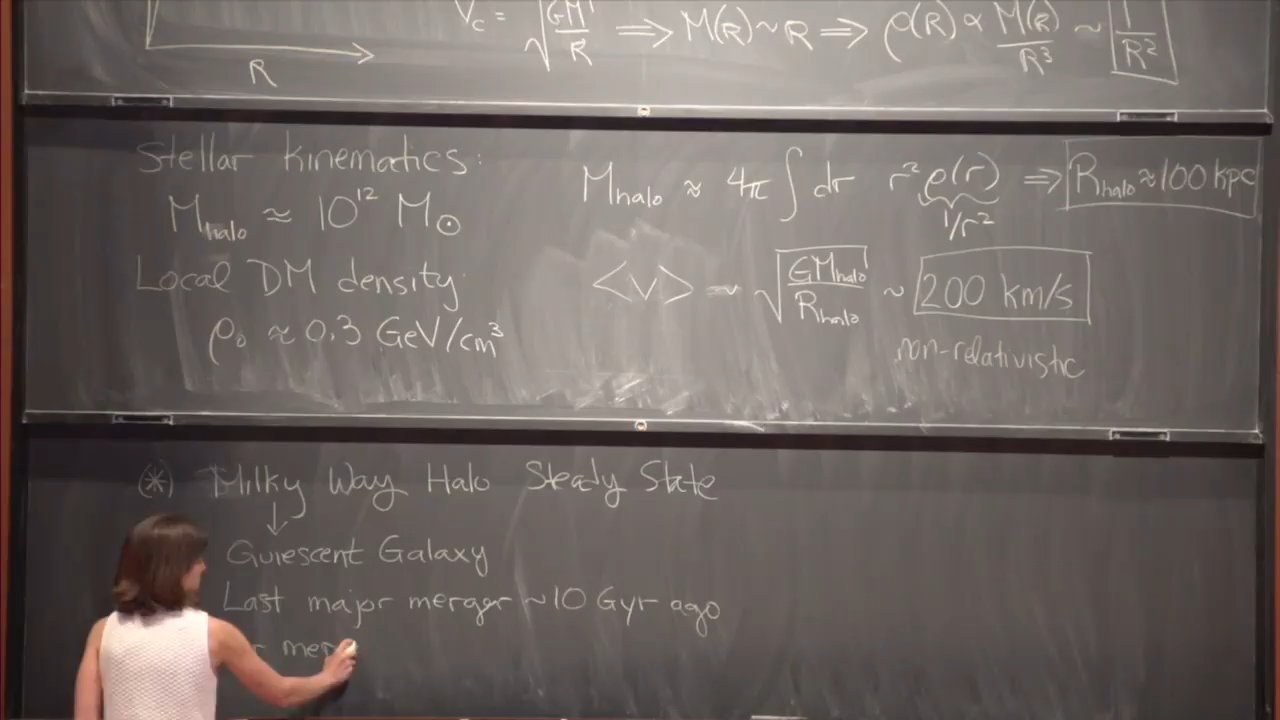 V_c = √(GM/R) ⟹ M(R) ~ R ⟹ ρ(R) ∝ M(R)/R³ ~ 1/R²
R
Stellar Kinematics:
M_halo ≈ 10¹² M_⊙
Local DM density:
ρ₀ ≈ 0.3 GeV/cm³
M_halo ≈ 4π ∫ dr r² ρ(r) ⟹ R_halo ≈ 100 kpc
1/r²
<v> ~ √(GM_halo/R_halo) ~ 200 km/s
non-relativistic
(*) Milky Way Halo Steady State
↓
Quiescent Galaxy
Last major merger ~10 Gyr ago